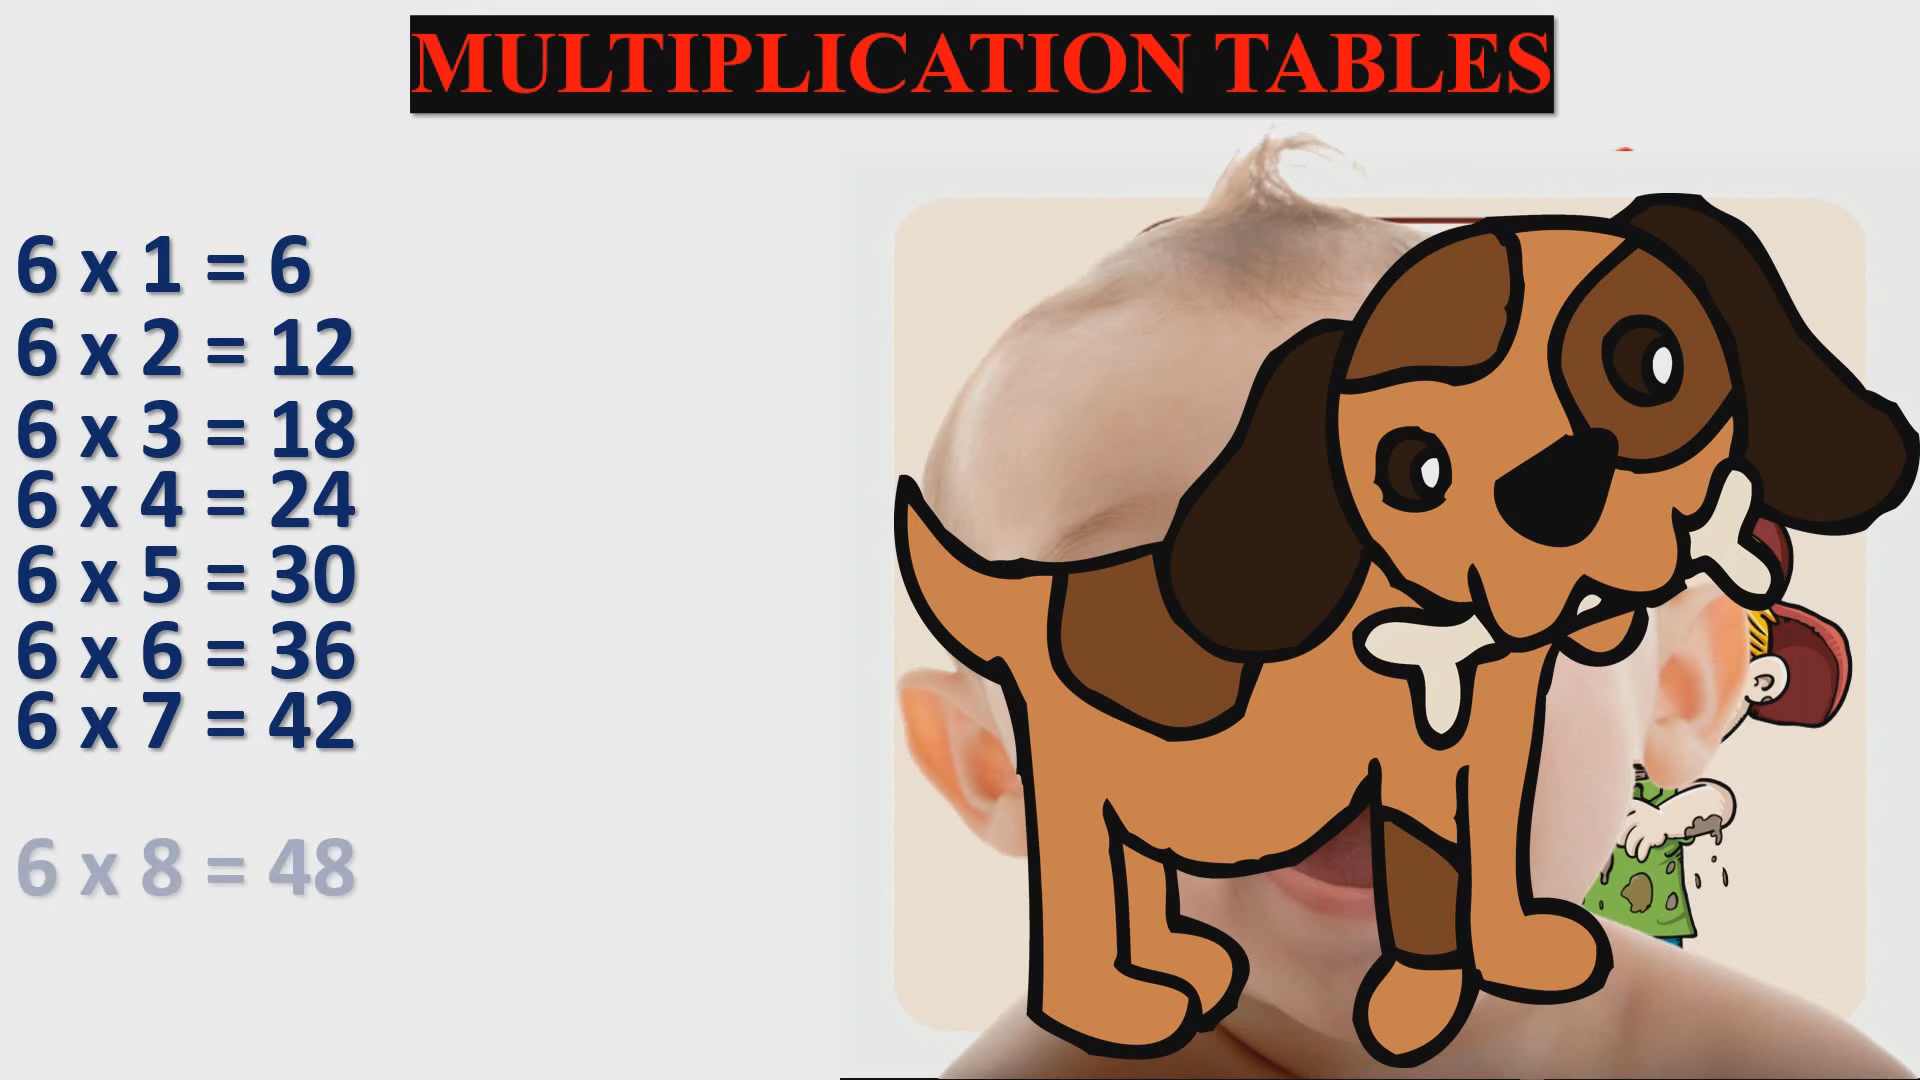 MULTIPLICATION TABLES
6 x 1 = 6
6 x 2 = 12
6 x 3 = 18
6 x 4 = 24
6 x 5 = 30
6 x 6 = 36
6 x 7 = 42
6 x 8 = 48